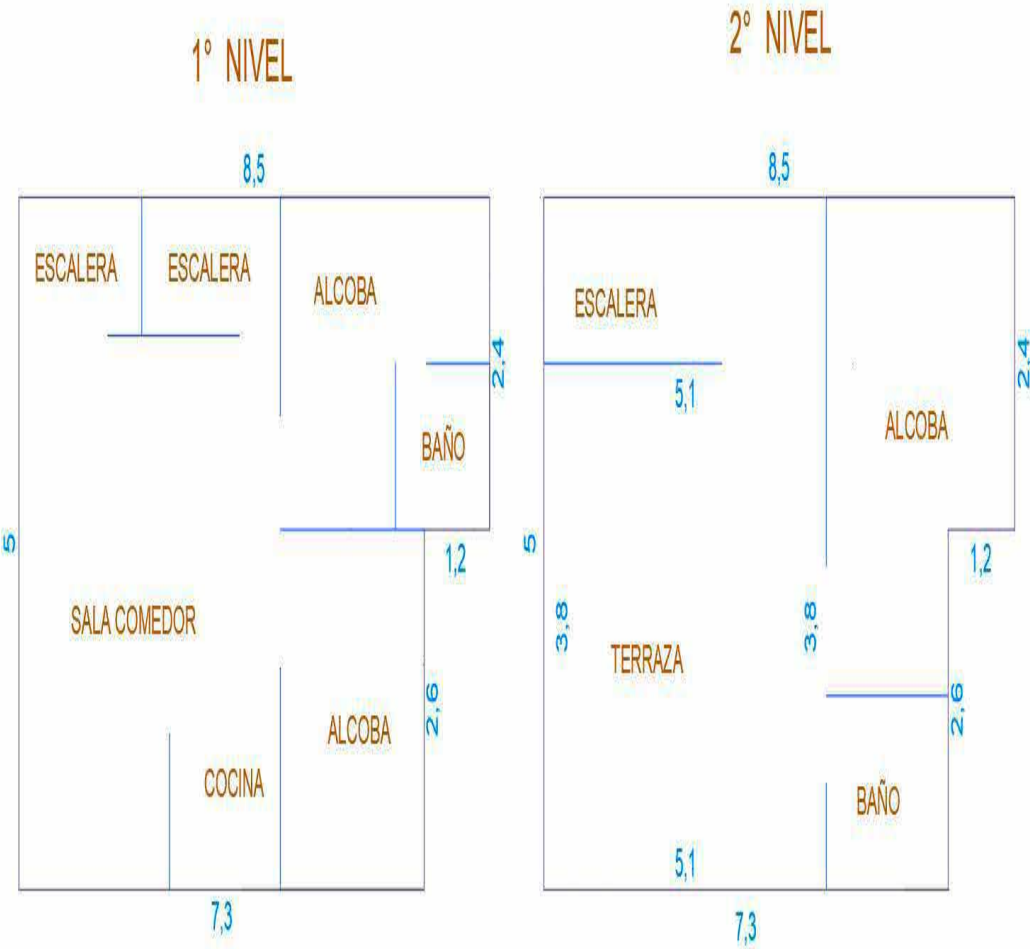 1° NIVEL
8,5
ESCALERA
ESCALERA
ALCOBA
2,4
BAÑO
5
1,2
SALA COMEDOR
2,6
ALCOBA
COCINA
7,3
2° NIVEL
8,5
ESCALERA
2,4
5,1
ALCOBA
5
1,2
3,8
3,8
TERRAZA
2,6
BAÑO
5,1
7,3